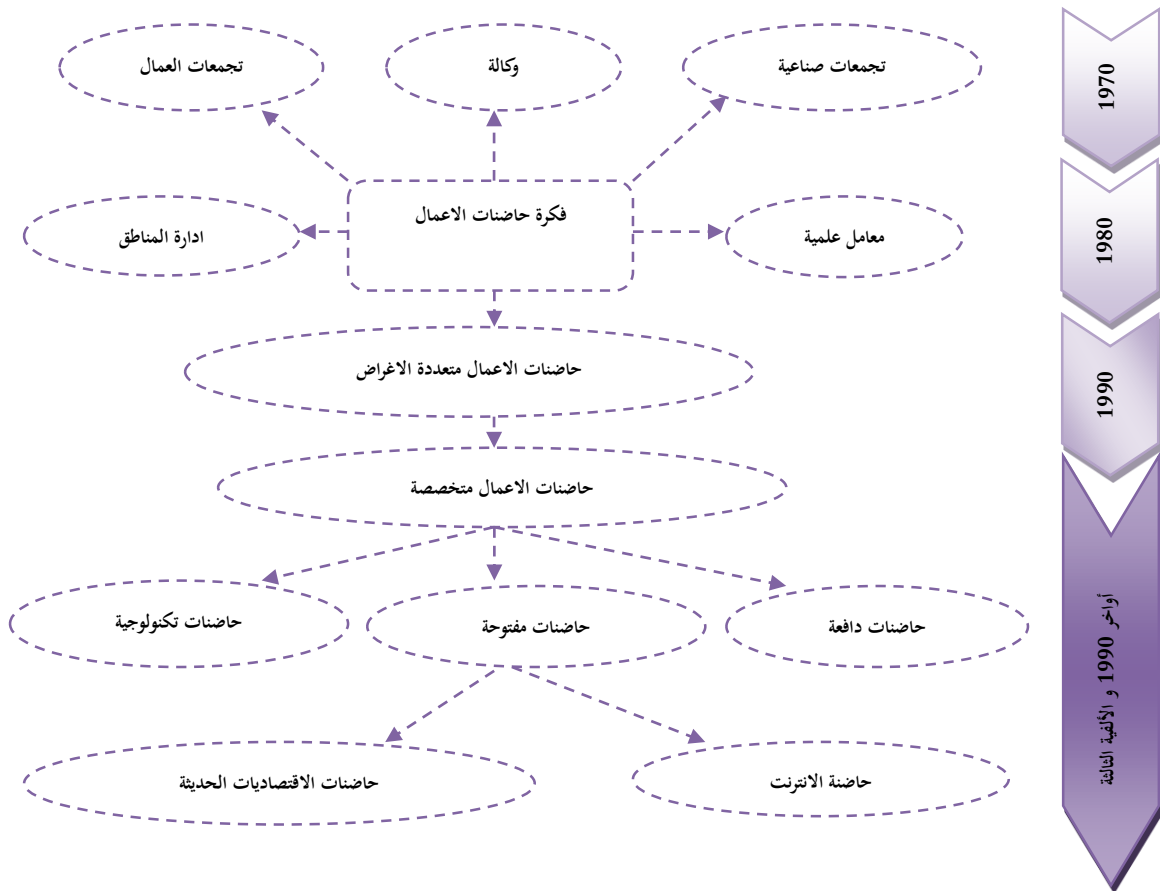 تجمعات صناعية
وكالة
تجمعات العمال
1970
فكرة حاضنات الاعمال
معامل علمية
ادارة المناطق
1980
حاضنات الاعمال متعددة الاغراض
1990
حاضنات الاعمال متخصصة
حاضنات دافعة
حاضنات مفتوحة
حاضنات تكنولوجية
أواخر 1990 و الألفية الثالثة
حاضنة الانترنت
حاضنات الاقتصاديات الحديثة